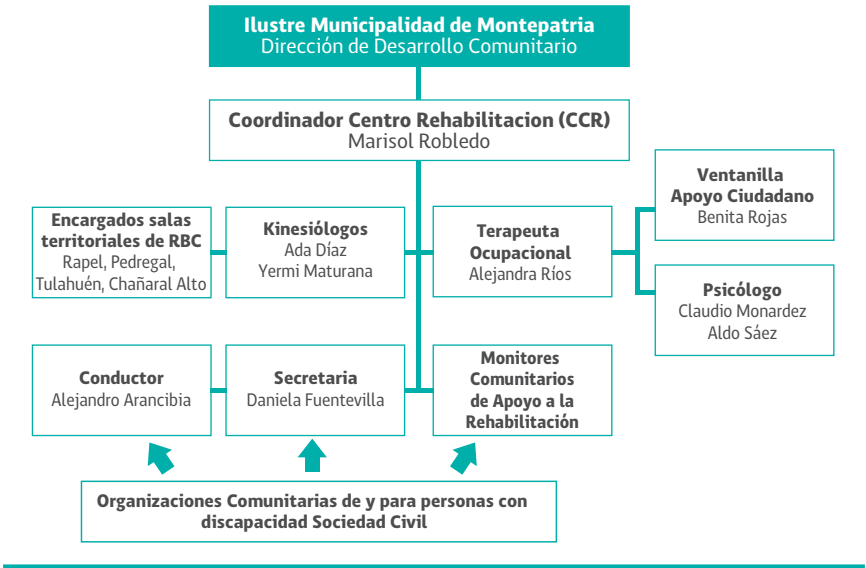 Ilustre Municipalidad de Montepatria
Dirección de Desarrollo Comunitario
Coordinador Centro Rehabilitacion (CCR)
Marisol Robledo
Encargados salas
territoriales de RBC
Rapel, Pedregal,
Tulahuén, Chañaral Alto
Kinesiólogos
Ada Díaz
Yermi Maturana
Terapeuta
Ocupacional
Alejandra Ríos
Ventanilla
Apoyo Ciudadano
Benita Rojas
Psicólogo
Claudio Monardez
Aldo Sáez
Conductor
Alejandro Arancibia
Secretaria
Daniela Fuentevilla
Monitores
Comunitarios
de Apoyo a la
Rehabilitación
Organizaciones Comunitarias de y para personas con
discapacidad Sociedad Civil